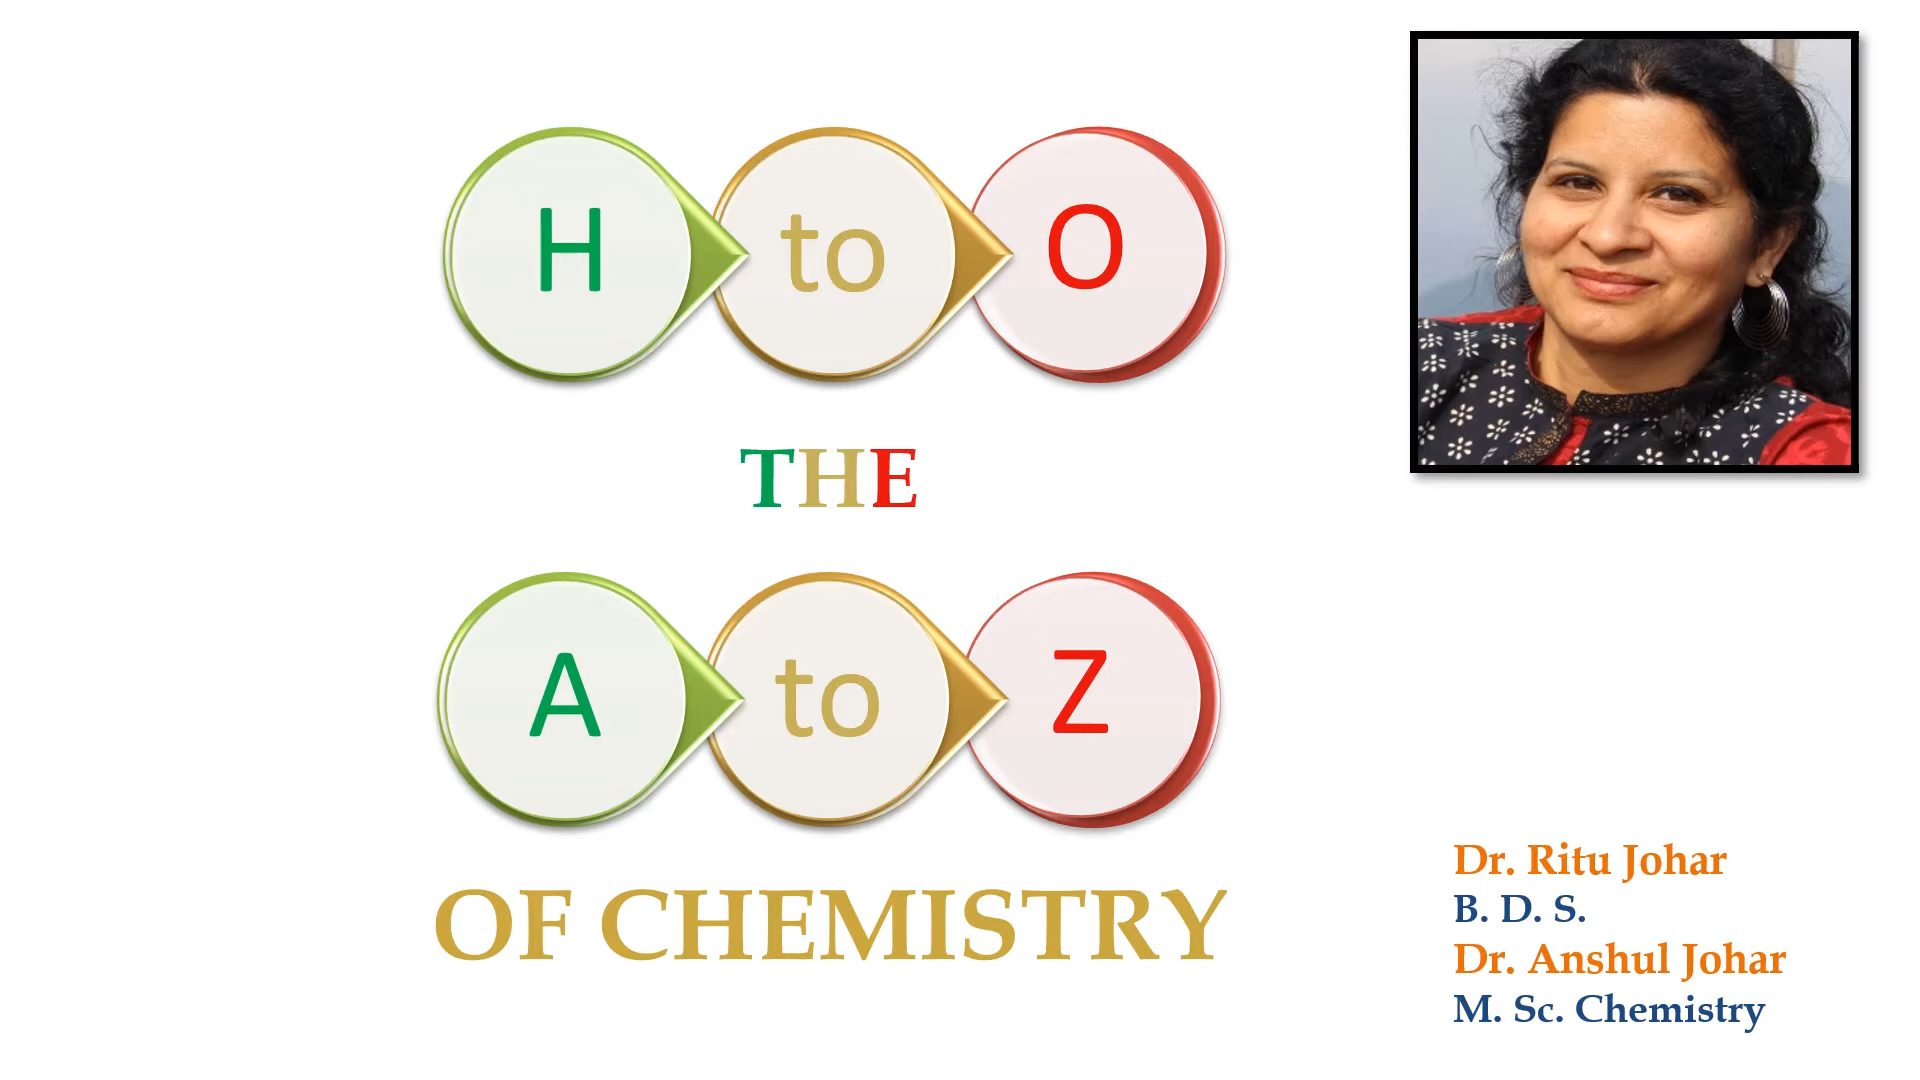 H to O
THE
A to Z
OF CHEMISTRY
Dr. Ritu Johar
B. D. S.
Dr. Anshul Johar
M. Sc. Chemistry